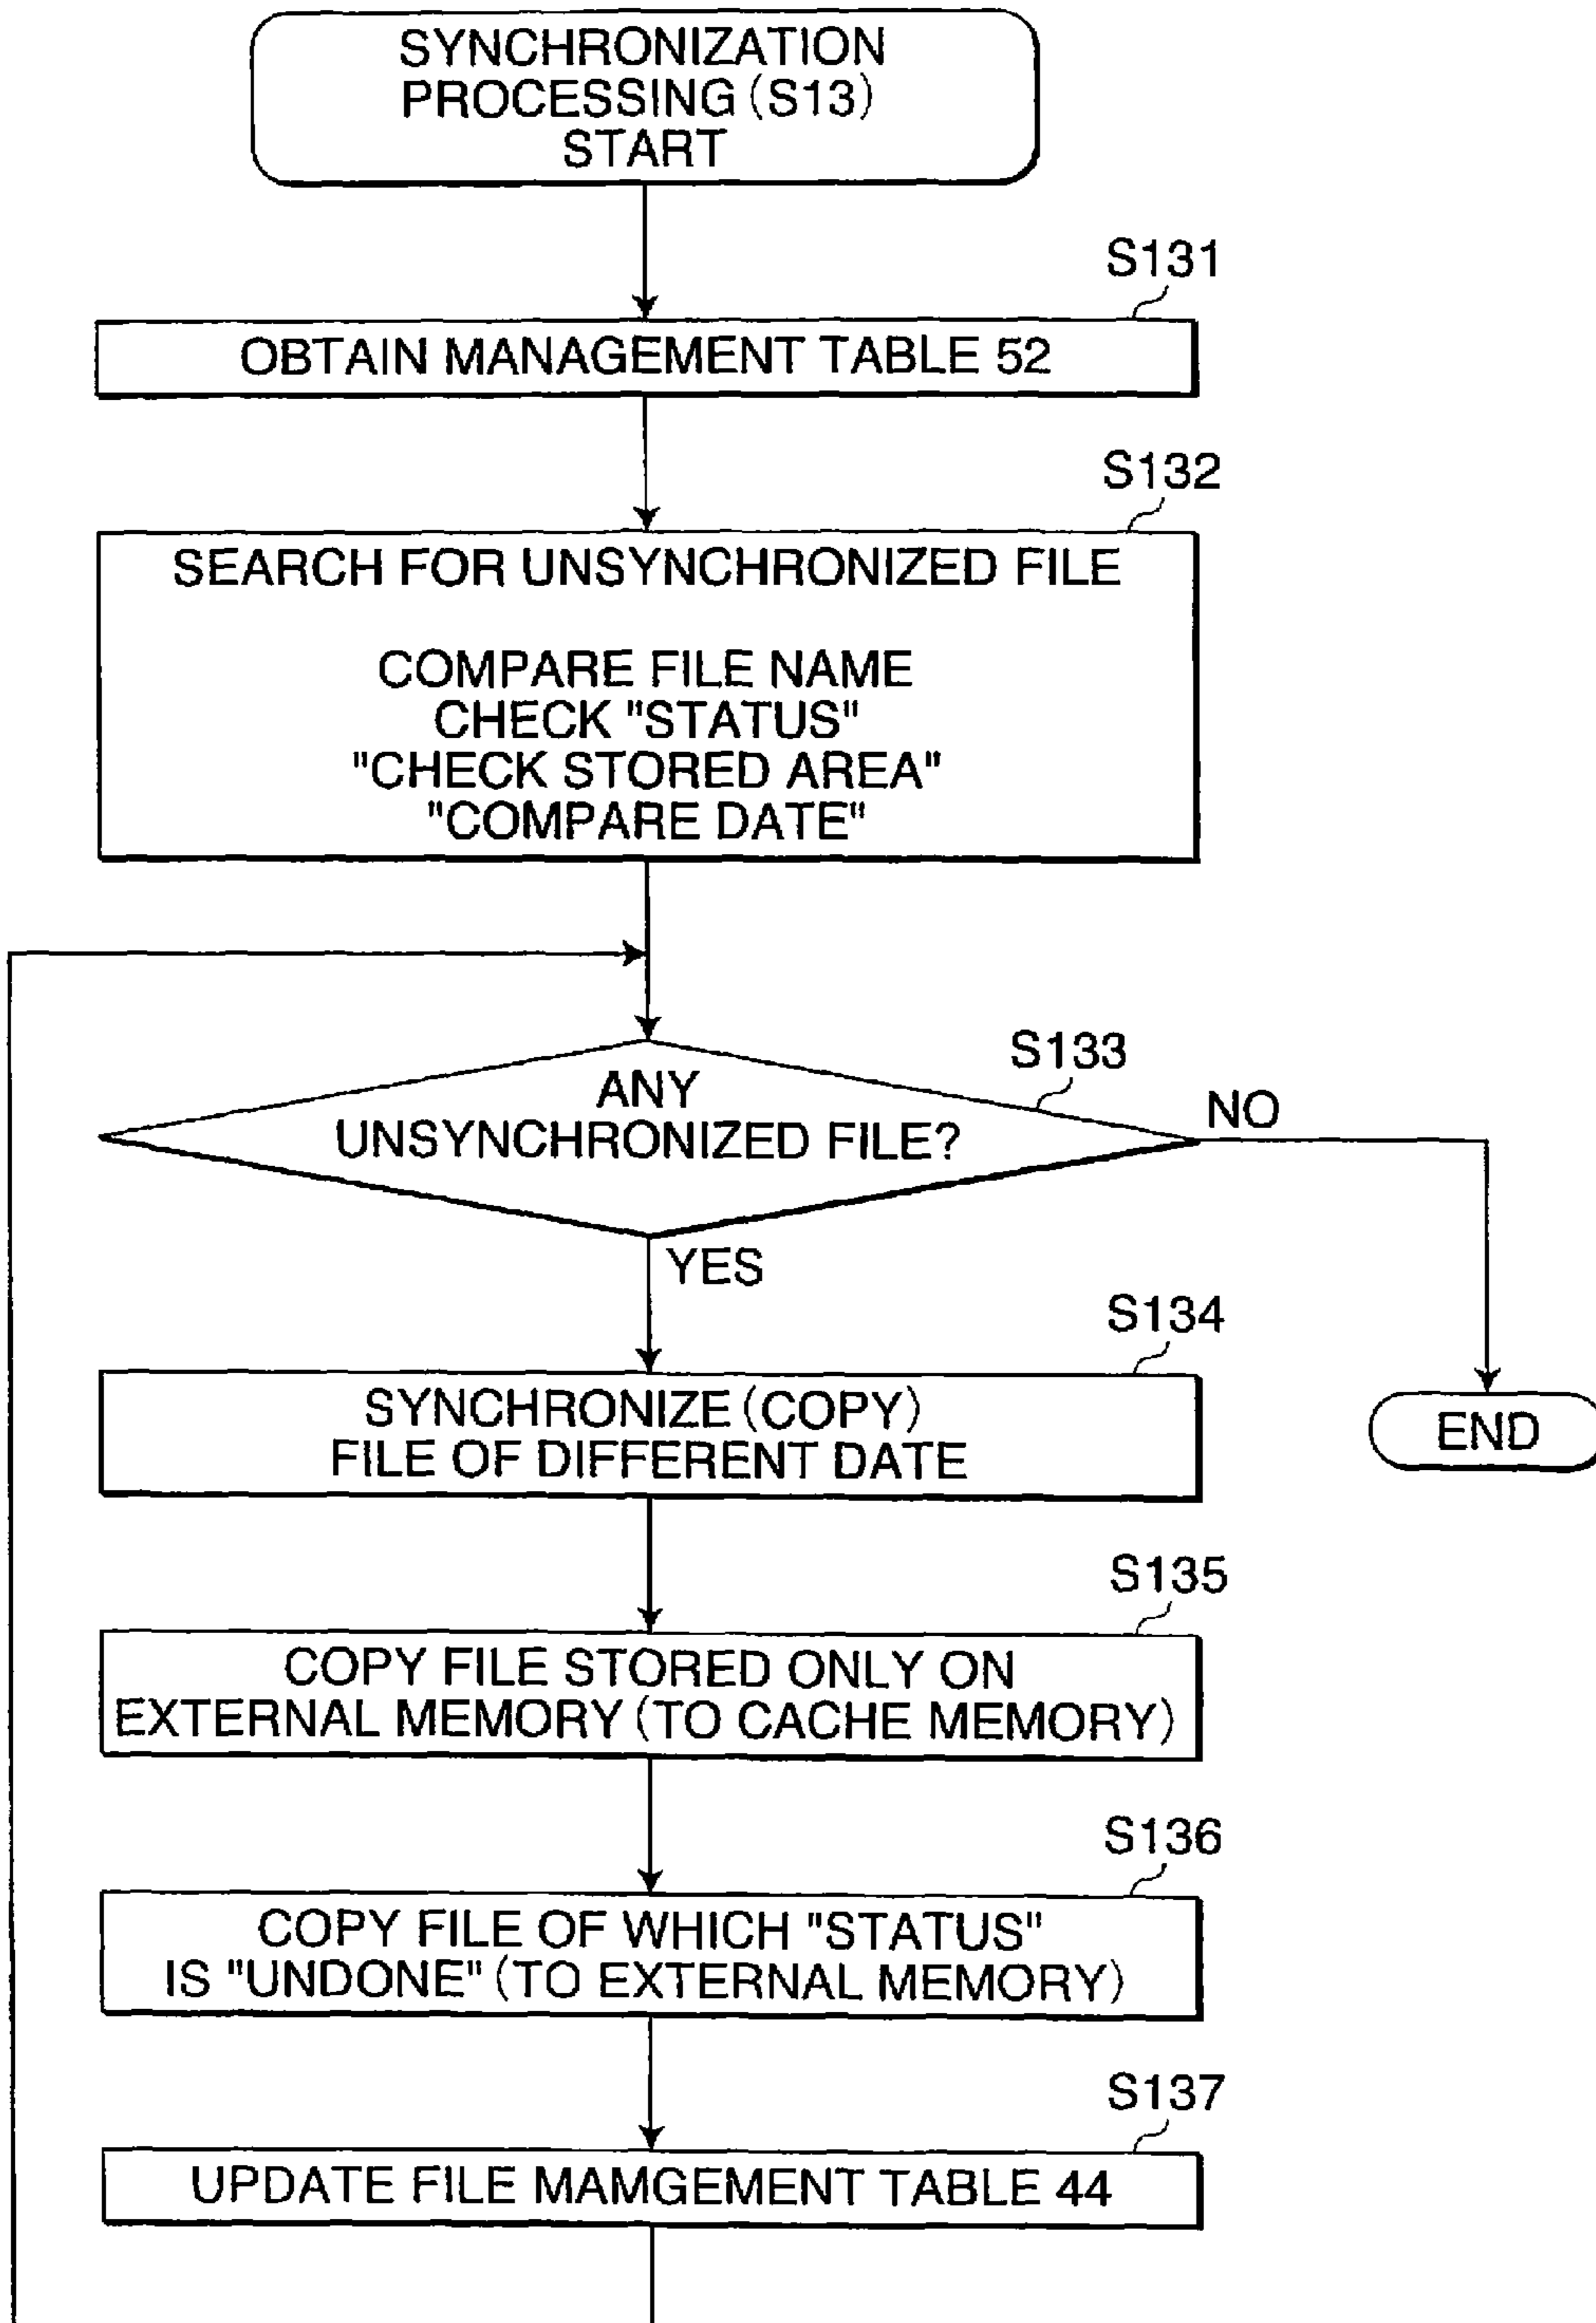 SYNCHRONIZATION
PROCESSING (S13)
START
S131
OBTAIN MANAGEMENT TABLE 52
S132
SEARCH FOR UNSYNCHRONIZED FILE
COMPARE FILE NAME
CHECK "STATUS"
"CHECK STORED AREA"
"COMPARE DATE"
S133
ANY
UNSYNCHRONIZED FILE?
NO
YES
S134
SYNCHRONIZE (COPY)
FILE OF DIFFERENT DATE
END
S135
COPY FILE STORED ONLY ON
EXTERNAL MEMORY (TO CACHE MEMORY)
S136
COPY FILE OF WHICH "STATUS"
IS "UNDONE" (TO EXTERNAL MEMORY)
S137
UPDATE FILE MAMGEMENT TABLE 44